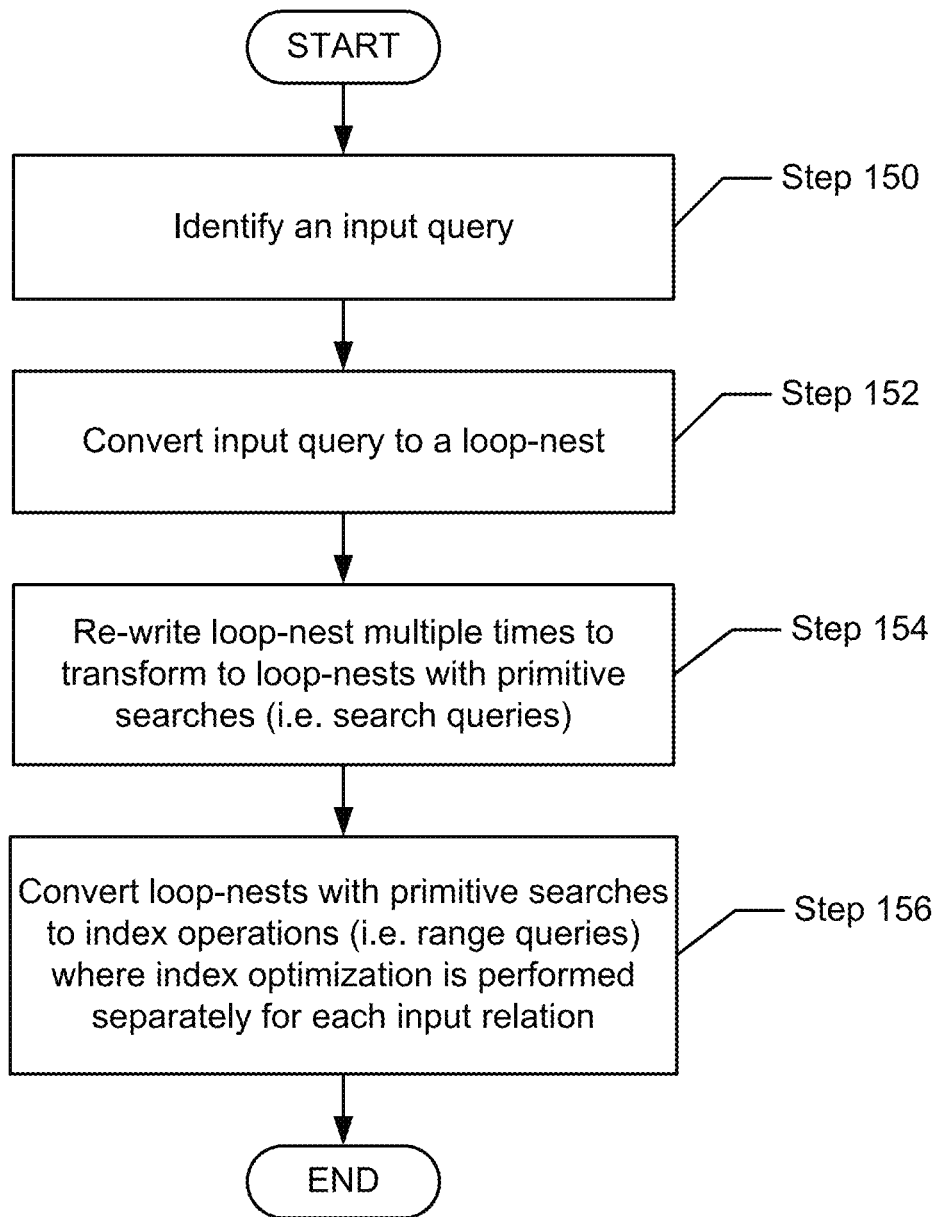 START
Identify an input query
Step 150
Convert input query to a loop-nest
Step 152
Re-write loop-nest multiple times to
transform to loop-nests with primitive
searches (i.e. search queries)
Step 154
Convert loop-nests with primitive searches
to index operations (i.e. range queries)
where index optimization is performed
separately for each input relation
Step 156
END